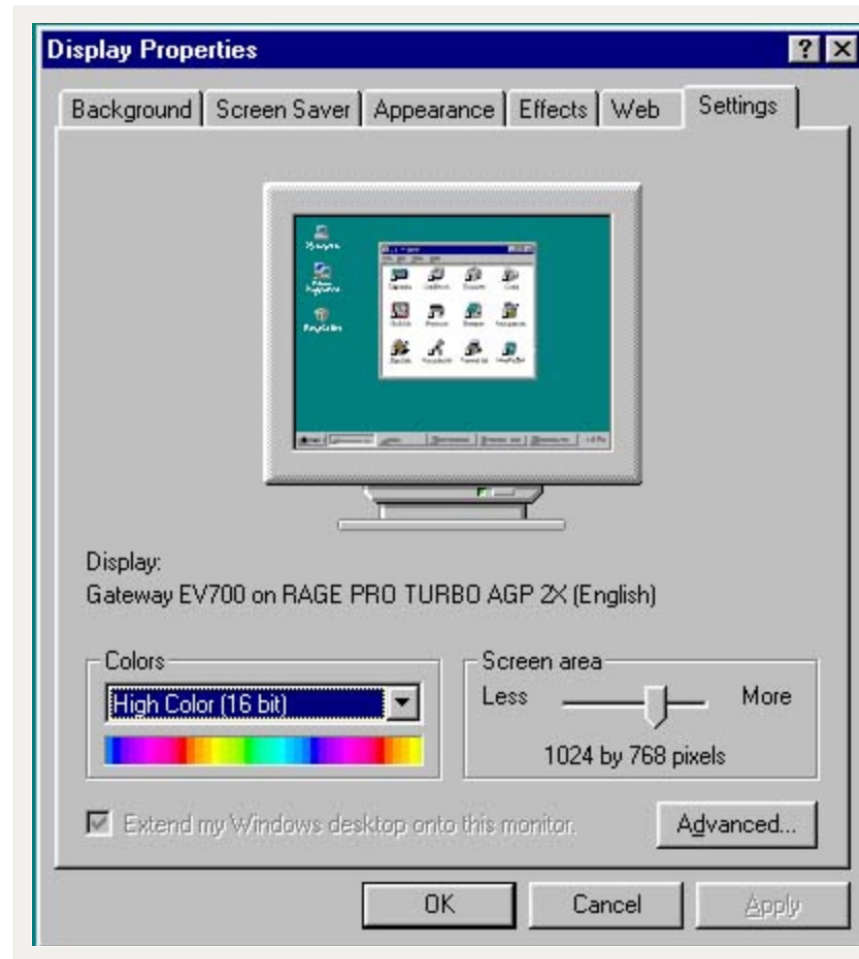 Display Properties
Background Screen Saver Appearance Effects Web Settings
Display:
Gateway EV700 on RAGE PRO TURBO AGP 2X (English)
Colors
High Color (16 bit)
Screen area
Less More
1024 by 768 pixels
Extend my Windows desktop onto this monitor.
Advanced...
OK Cancel Apply